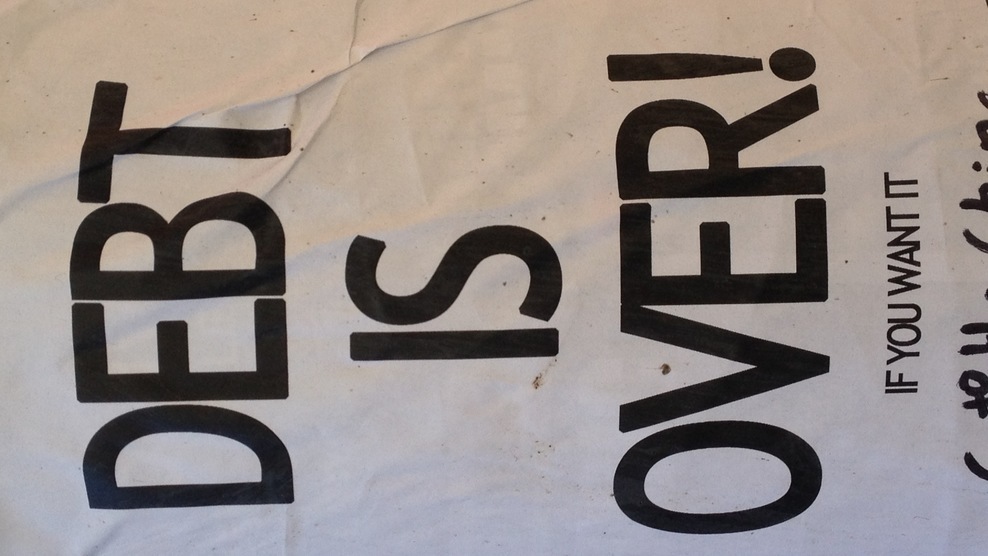 DEBT
IS
OVER!
IF YOU WANT IT